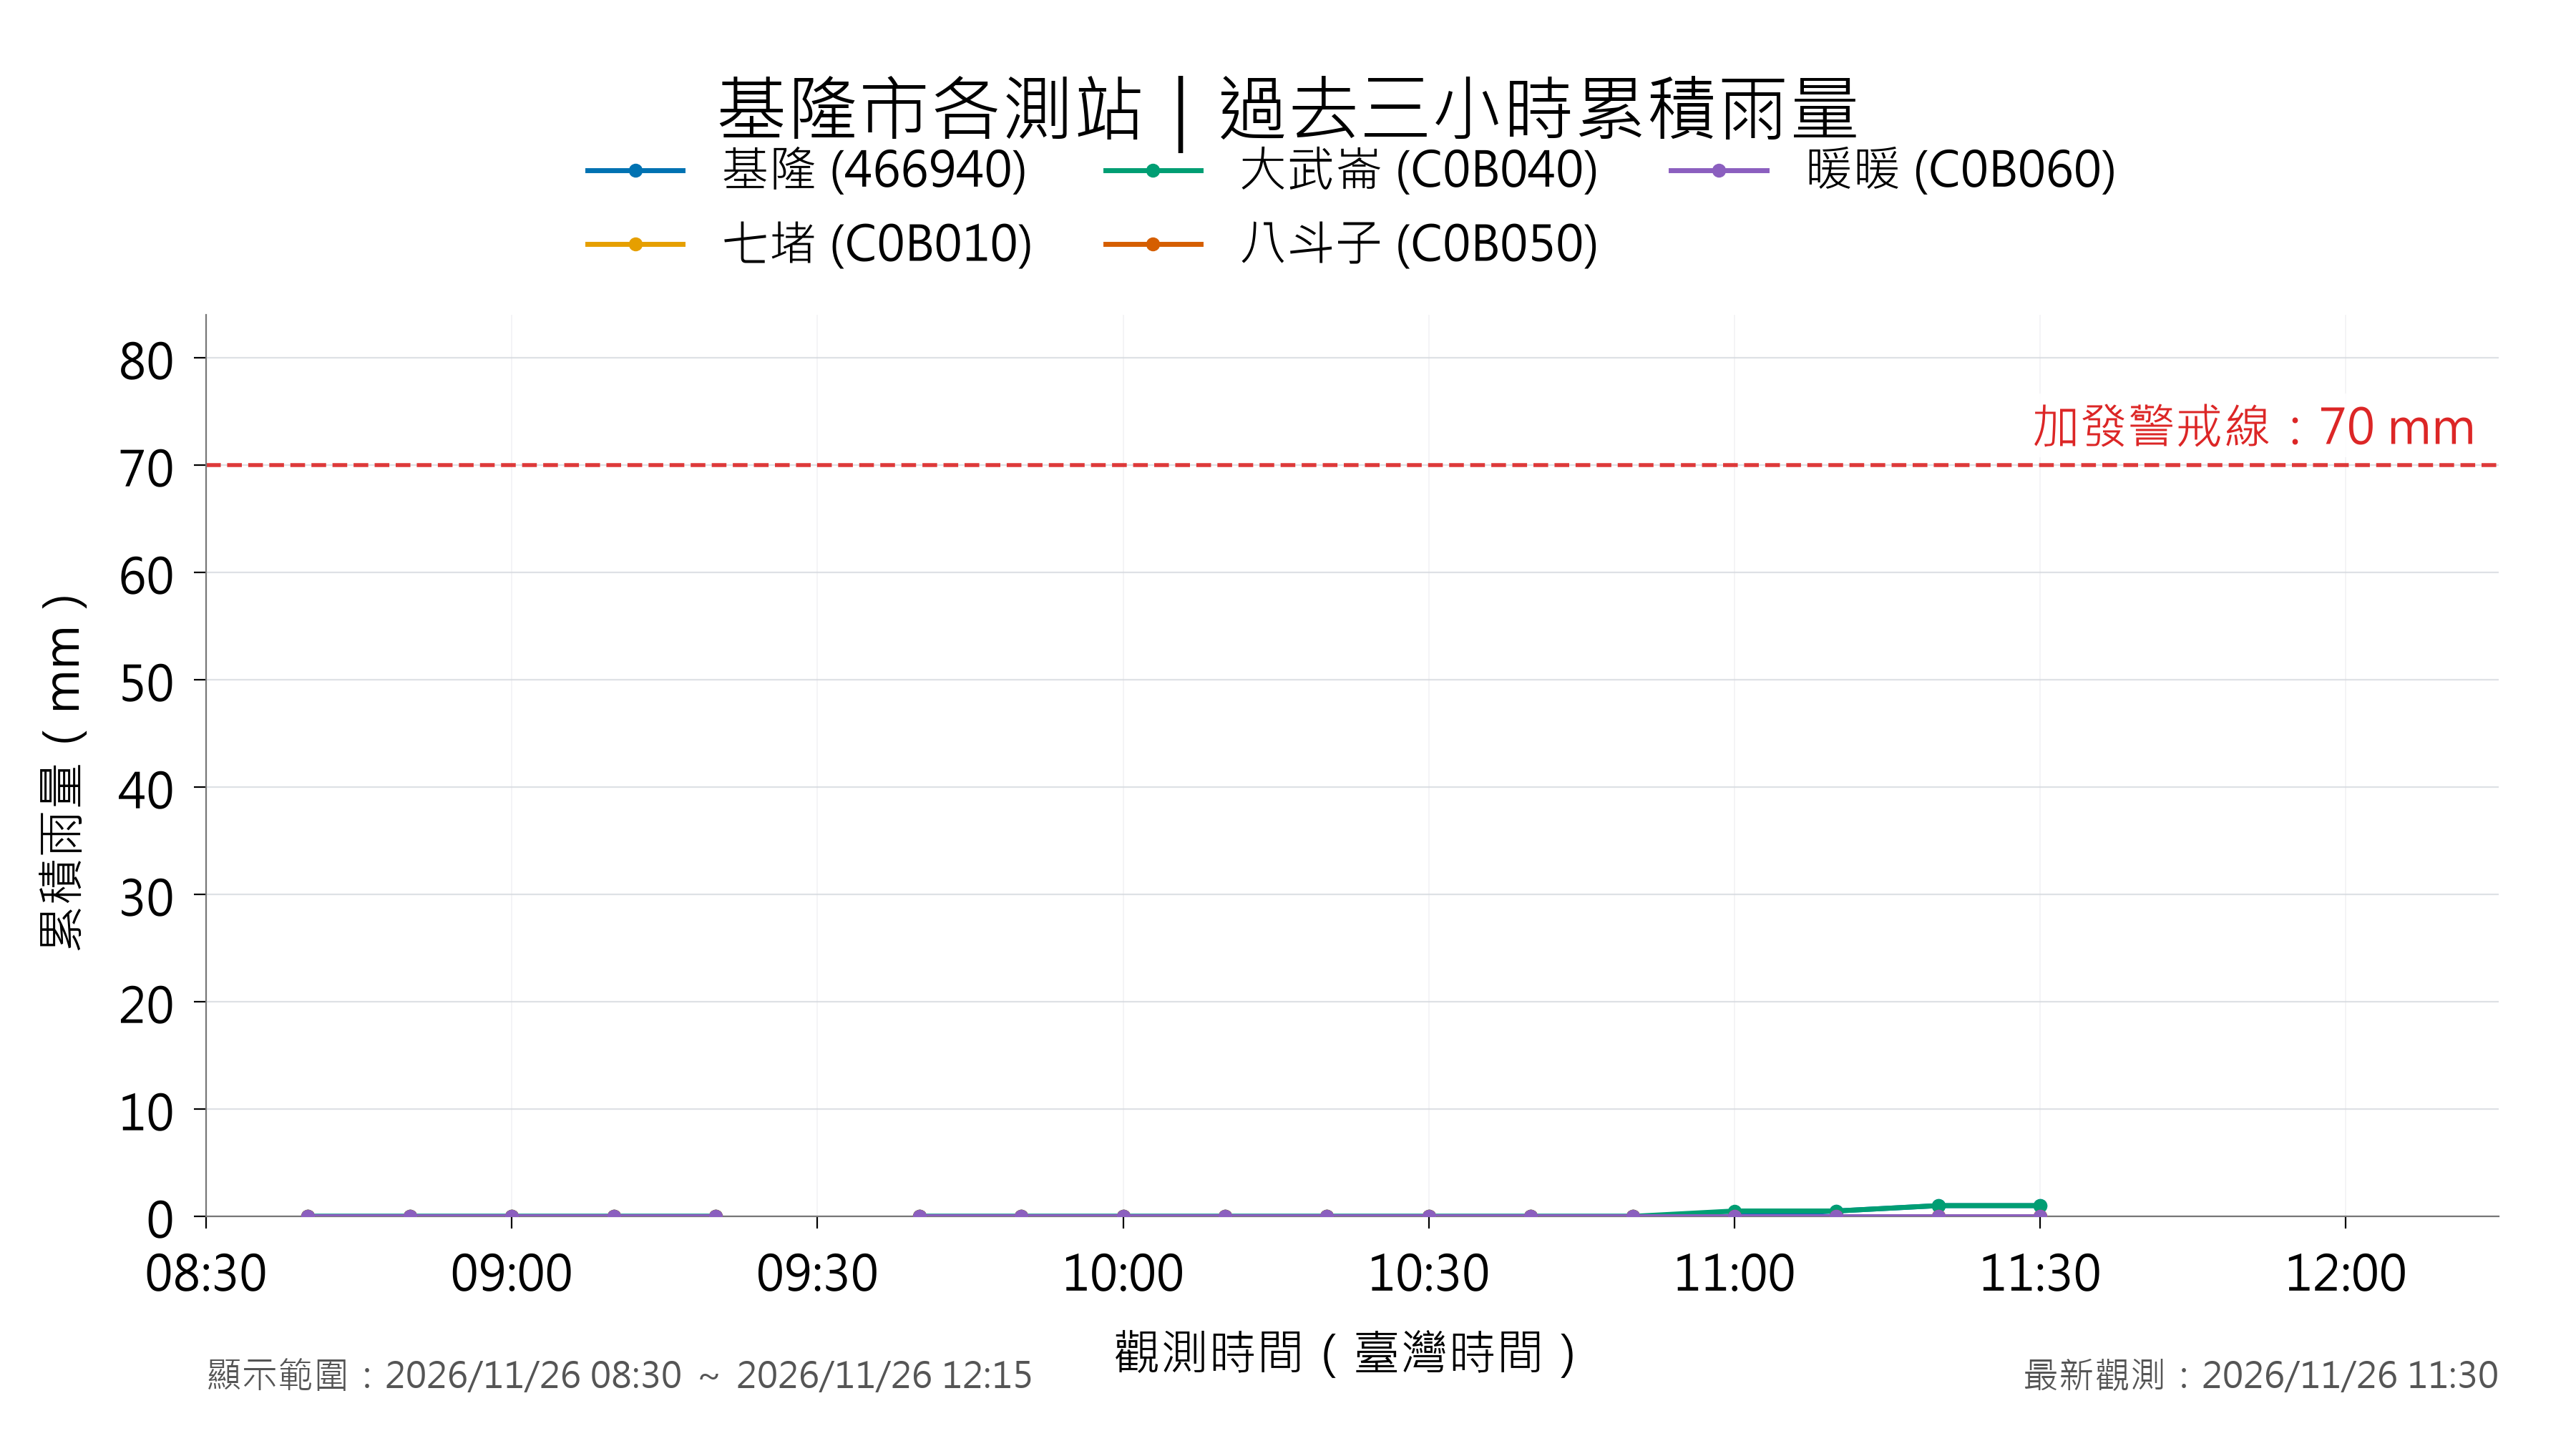 基隆市各測站｜過去三小時累積雨量
基隆 (466940)
大武崙 (C0B040)
暖暖 (C0B060)
七堵 (C0B010)
八斗子 (C0B050)
累積雨量（mm）
80
70
60
50
40
30
20
10
0
加發警戒線：70 mm
08:30
09:00
09:30
10:00
10:30
11:00
11:30
12:00
觀測時間（臺灣時間）
顯示範圍：2026/11/26 08:30 ~ 2026/11/26 12:15
最新觀測：2026/11/26 11:30